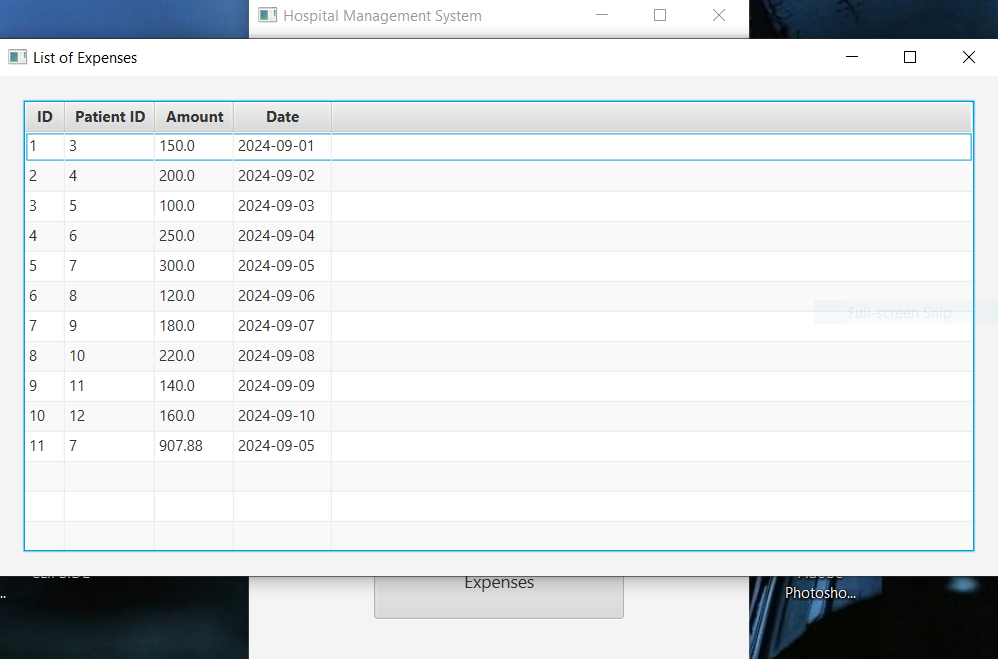 Hospital Management System
List of Expenses
ID Patient ID Amount Date
1 3 150.0 2024-09-01
2 4 200.0 2024-09-02
3 5 100.0 2024-09-03
4 6 250.0 2024-09-04
5 7 300.0 2024-09-05
6 8 120.0 2024-09-06
Full-screen Snip
7 9 180.0 2024-09-07
8 10 220.0 2024-09-08
9 11 140.0 2024-09-09
10 12 160.0 2024-09-10
11 7 907.88 2024-09-05
Expenses
Photosho...